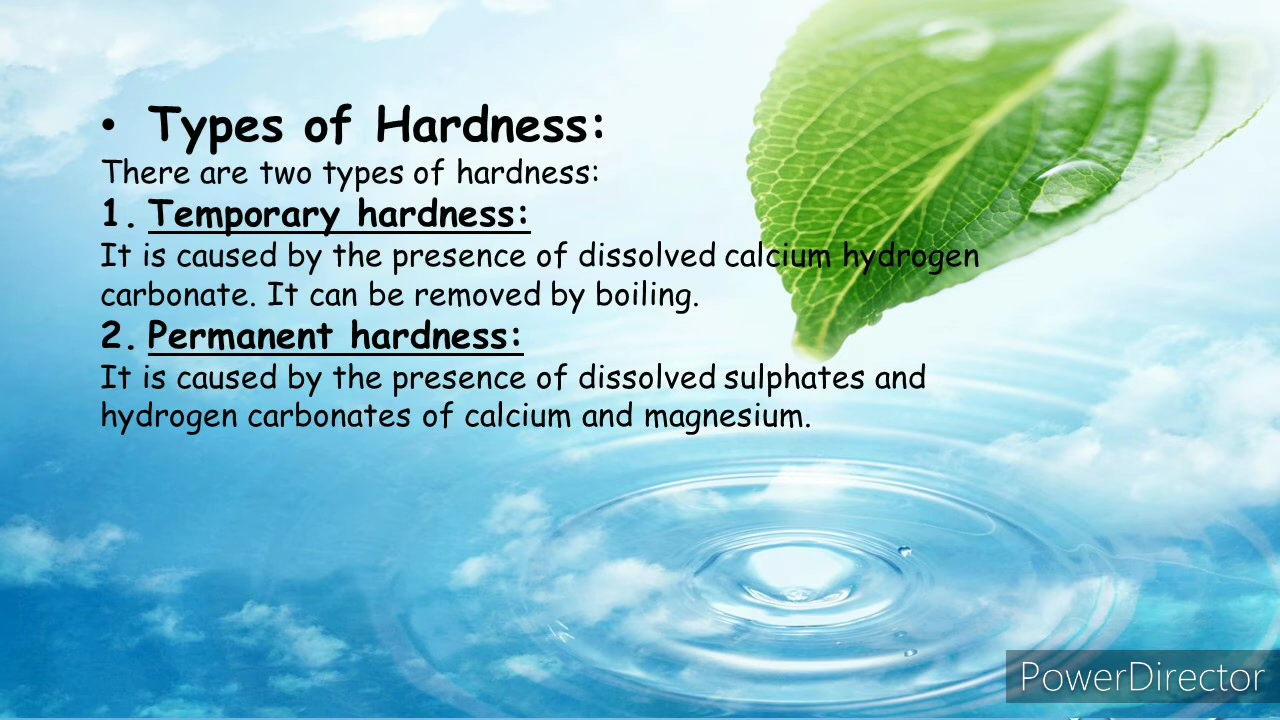 • Types of Hardness:
There are two types of hardness:
1. Temporary hardness:
It is caused by the presence of dissolved calcium hydrogen
carbonate. It can be removed by boiling.
2. Permanent hardness:
It is caused by the presence of dissolved sulphates and
hydrogen carbonates of calcium and magnesium.
PowerDirector